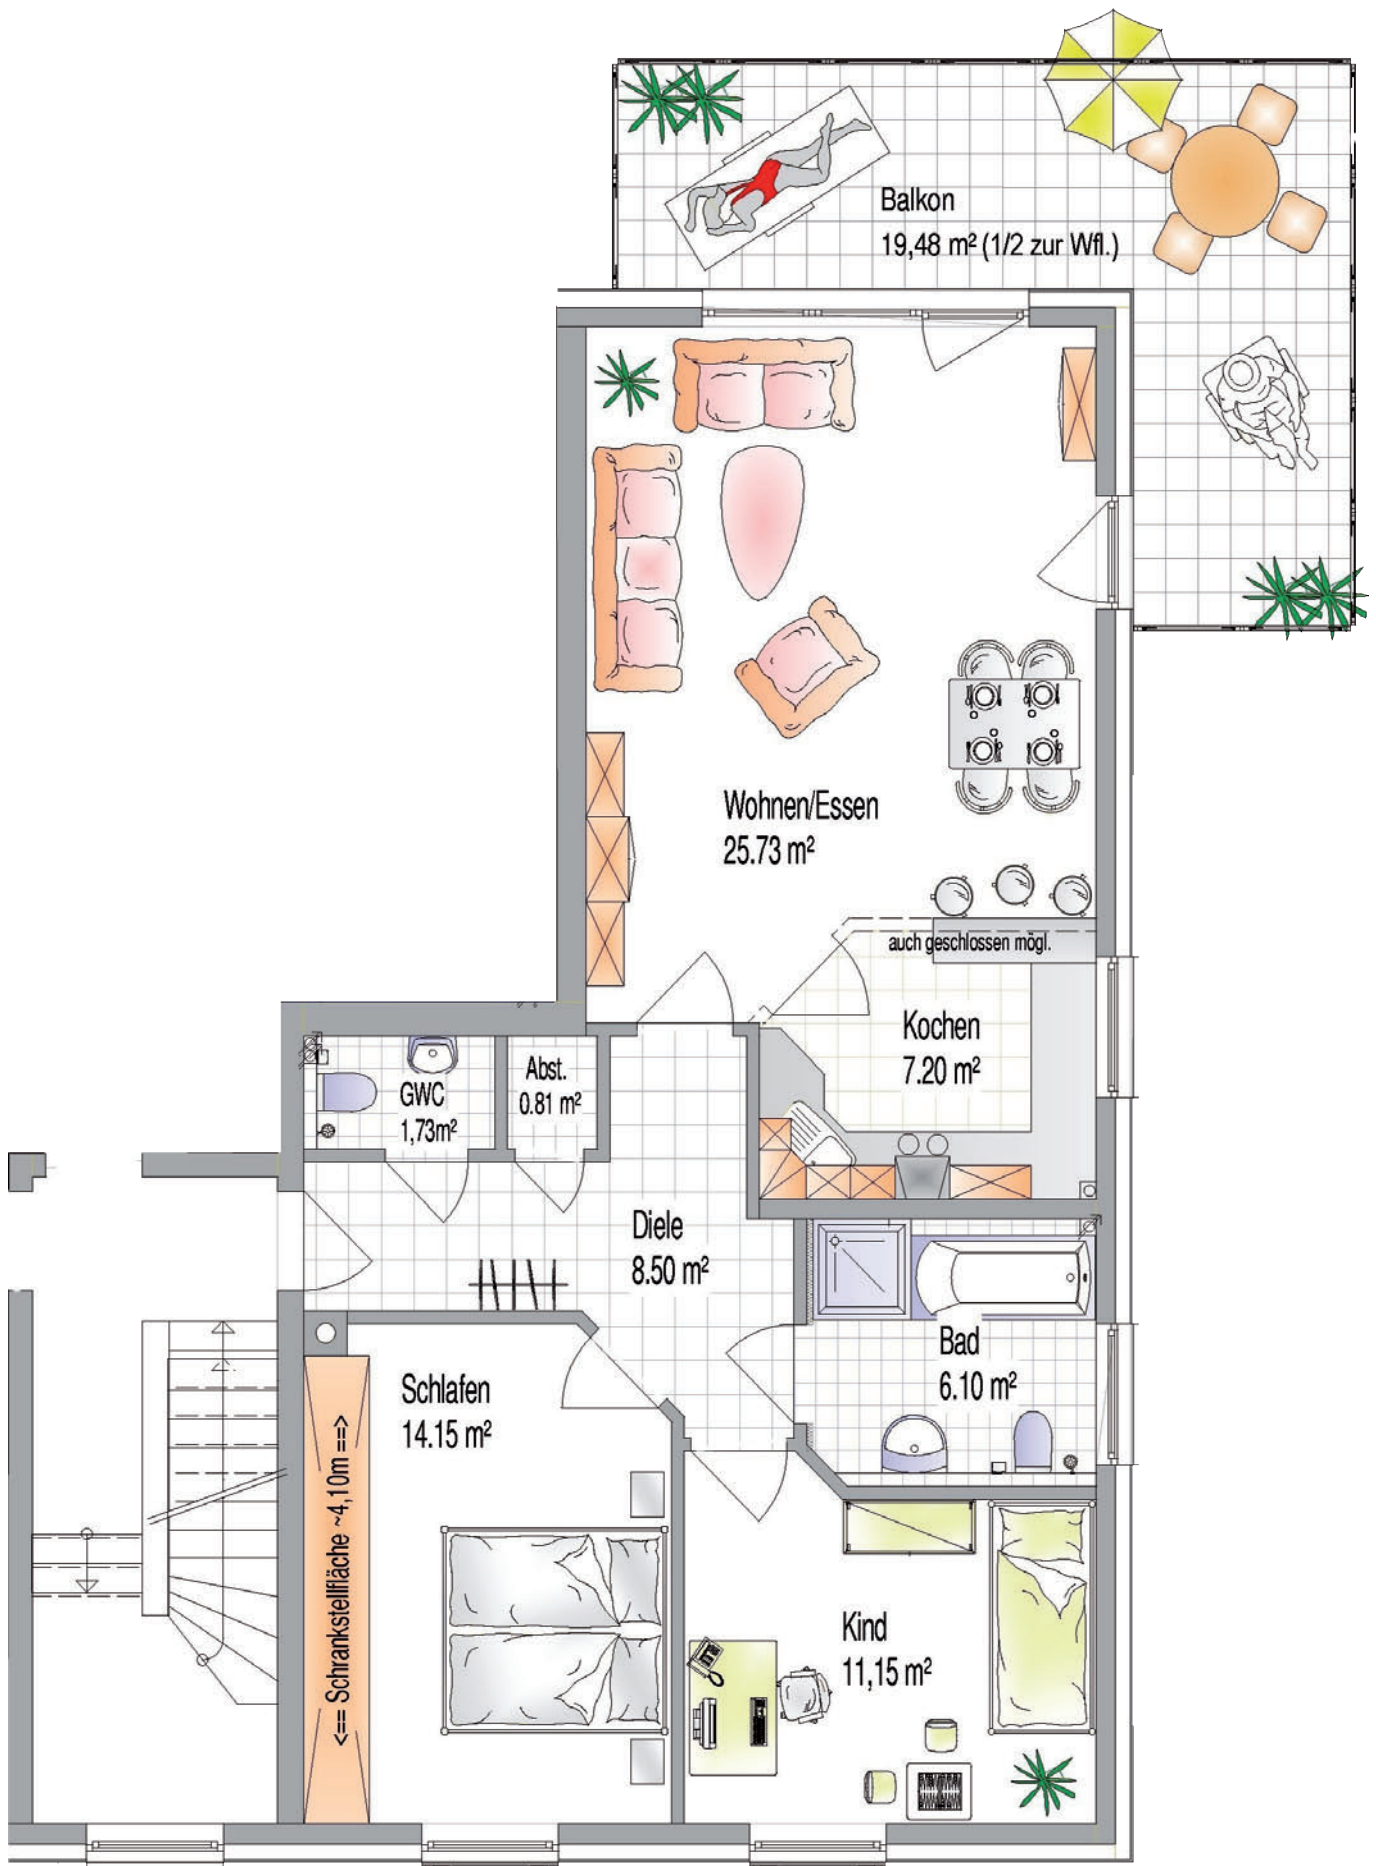 Balkon
19,48 m² (1/2 zur Wfl.)
Wohnen/Essen
25.73 m²
auch geschlossen mögl.
Kochen
7.20 m²
Abst.
0.81 m²
GWC
1,73m²
Diele
8.50 m²
Bad
6.10 m²
Schlafen
14.15 m²
<== Schrankstellfläche ~4,10m ==>
Kind
11,15 m²